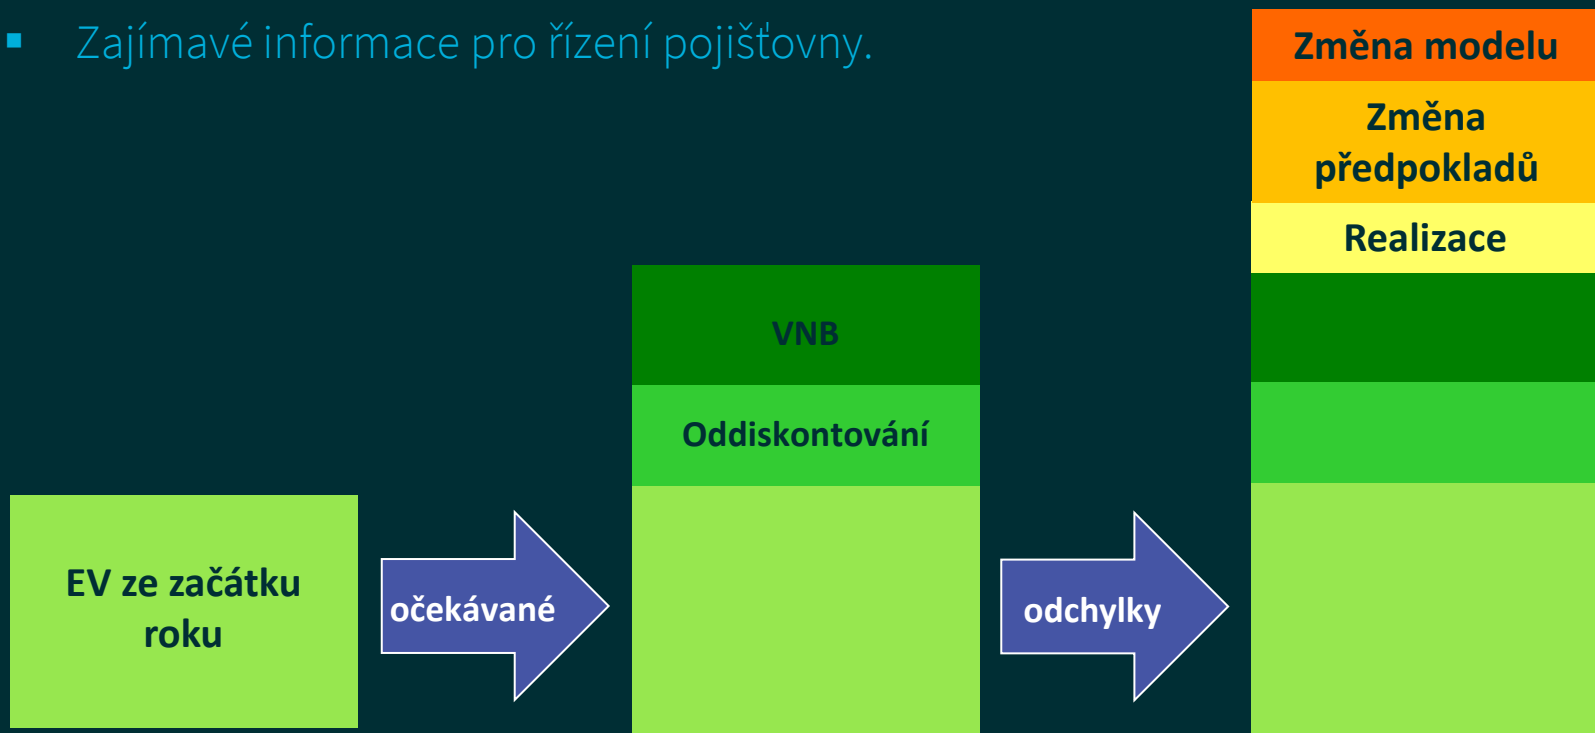 ▪ Zajímavé informace pro řízení pojišťovny.
Změna modelu
Změna
předpokladů
Realizace
VNB
Oddiskontování
EV ze začátku
roku
očekávané
odchylky